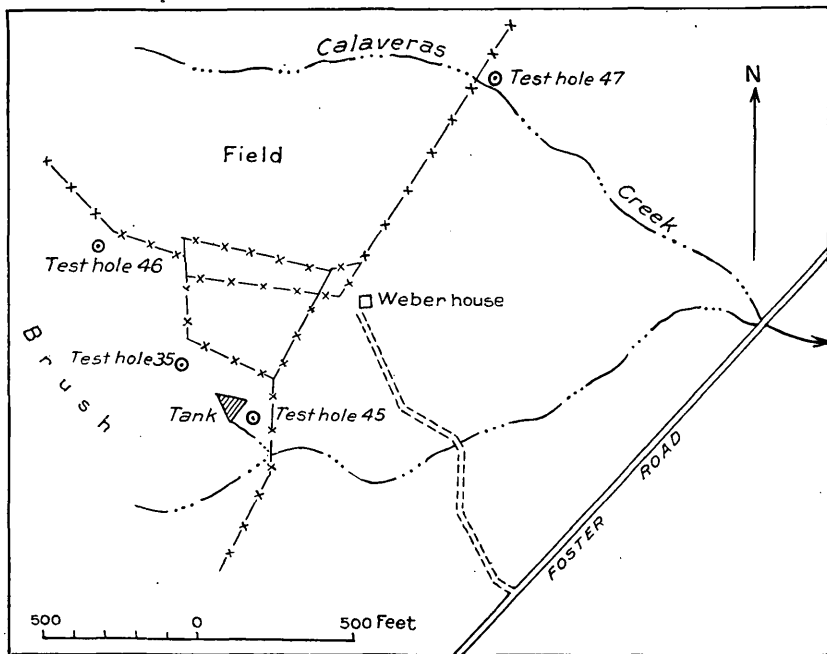 Calaveras
N
Test hole 47
Field
Creek
Test hole 46
Weber house
Brush
Test hole 35
Tank
Test hole 45
FOSTER ROAD
500 0 500 Feet